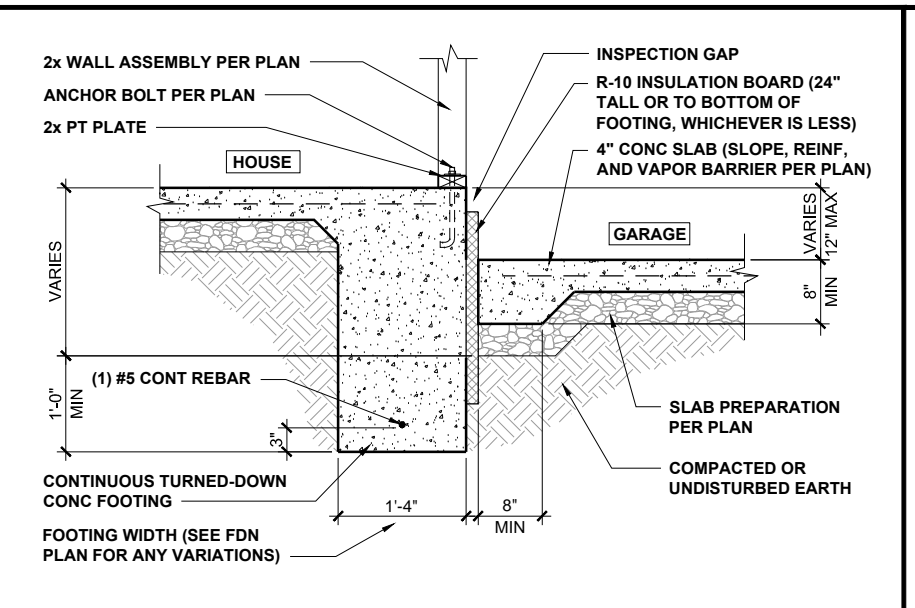 2x WALL ASSEMBLY PER PLAN
ANCHOR BOLT PER PLAN
2x PT PLATE
HOUSE
INSPECTION GAP
R-10 INSULATION BOARD (24"
TALL OR TO BOTTOM OF
FOOTING, WHICHEVER IS LESS)
4" CONC SLAB (SLOPE, REINF,
AND VAPOR BARRIER PER PLAN)
GARAGE
VARIES
VARIES
12" MAX
8"
MIN
1'-0"
MIN
(1) #5 CONT REBAR
3"
SLAB PREPARATION
PER PLAN
COMPACTED OR
UNDISTURBED EARTH
CONTINUOUS TURNED-DOWN
CONC FOOTING
1'-4"
8"
MIN
FOOTING WIDTH (SEE FDN
PLAN FOR ANY VARIATIONS)